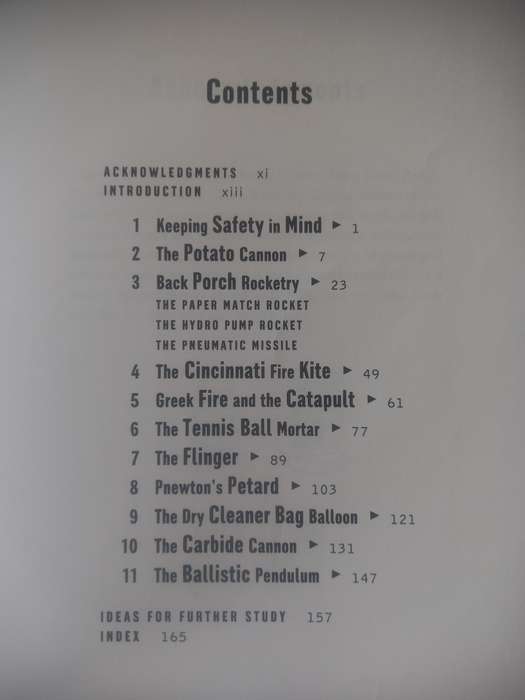 Contents
ACKNOWLEDGMENTS xi
INTRODUCTION xiii
1 Keeping Safety in Mind ► 1
2 The Potato Cannon ► 7
3 Back Porch Rocketry ► 23
THE PAPER MATCH ROCKET
THE HYDRO PUMP ROCKET
THE PNEUMATIC MISSILE
4 The Cincinnati Fire Kite ► 49
5 Greek Fire and the Catapult ► 61
6 The Tennis Ball Mortar ► 77
7 The Flinger ► 89
8 Pnewton's Petard ► 103
9 The Dry Cleaner Bag Balloon ► 121
10 The Carbide Cannon ► 131
11 The Ballistic Pendulum ► 147
IDEAS FOR FURTHER STUDY 157
INDEX 165